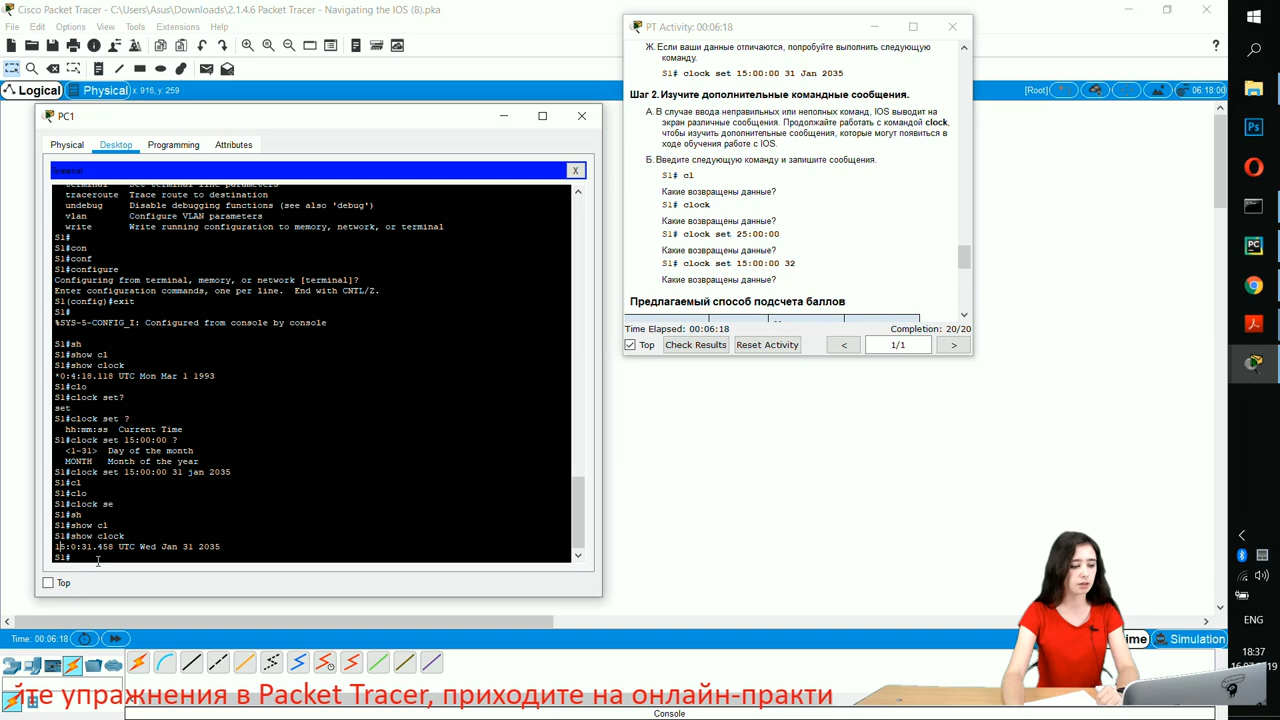 Cisco Packet Tracer - C:\Users\Asus\Downloads\2.1.4.6 Packet Tracer - Navigating the IOS (8).pka
File Edit Options View Tools Extensions Help
Logical Physical x: 916, y: 259
[Root] 06:18:00
PC1
Physical Desktop Programming Attributes
Terminal X
terminal Set terminal line parameters
traceroute Trace route to destination
undebug Disable debugging functions (see also 'debug')
vlan Configure VLAN parameters
write Write running configuration to memory, network, or terminal
S1#
S1#con
S1#conf
S1#configure
Configuring from terminal, memory, or network [terminal]?
Enter configuration commands, one per line. End with CNTL/Z.
S1(config)#exit
S1#
%SYS-5-CONFIG_I: Configured from console by console
S1#sh
S1#show cl
S1#show clock
*0:4:18.118 UTC Mon Mar 1 1993
S1#clo
S1#clock set?
set
S1#clock set ?
hh:mm:ss Current Time
S1#clock set 15:00:00 ?
<1-31> Day of the month
MONTH Month of the year
S1#clock set 15:00:00 31 jan 2035
S1#cl
S1#clo
S1#clock se
S1#sh
S1#show cl
S1#show clock
15:0:31.458 UTC Wed Jan 31 2035
S1#
Top
PT Activity: 00:06:18
Ж. Если ваши данные отличаются, попробуйте выполнить следующую
команду.
S1# clock set 15:00:00 31 Jan 2035
Шаг 2. Изучите дополнительные командные сообщения.
А. В случае ввода неправильных или неполных команд, IOS выводит на
экран различные сообщения. Продолжайте работать с командой clock,
чтобы изучить дополнительные сообщения, которые могут появиться в
ходе обучения работе с IOS.
Б. Введите следующую команду и запишите сообщения.
S1# cl
Какие возвращены данные?
S1# clock
Какие возвращены данные?
S1# clock set 25:00:00
Какие возвращены данные?
S1# clock set 15:00:00 32
Какие возвращены данные?
Предлагаемый способ подсчета баллов
Time Elapsed: 00:06:18 Completion: 20/20
Top Check Results Reset Activity < 1/1 >
Time: 00:06:18
ime Simulation
йте упражнения в Packet Tracer, приходите на онлайн-практи
Console
Ps
PC
ENG
18:37